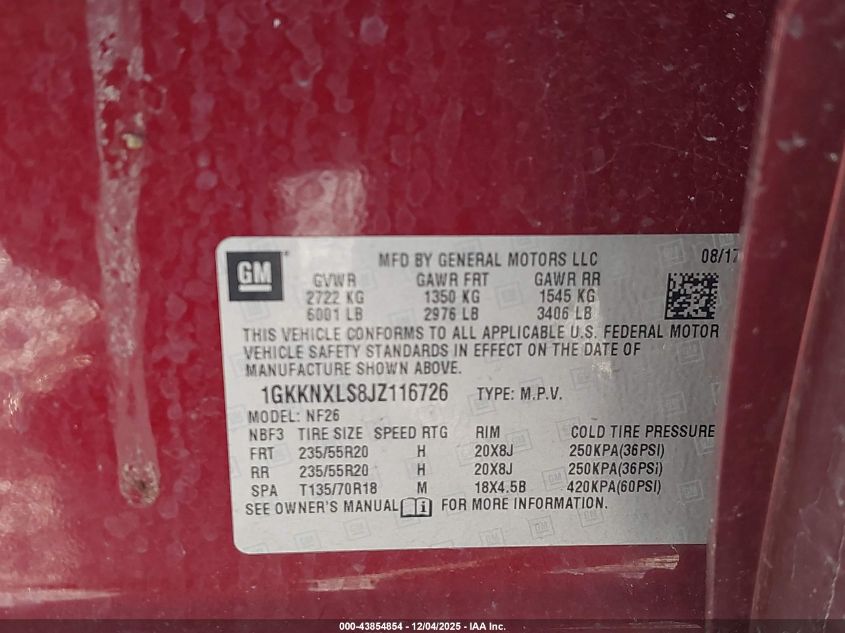 GM
MFD BY GENERAL MOTORS LLC 08/17
GVWR GAWR FRT GAWR RR
2722 KG 1350 KG 1545 KG
6001 LB 2976 LB 3406 LB
THIS VEHICLE CONFORMS TO ALL APPLICABLE U.S. FEDERAL MOTOR
VEHICLE SAFETY STANDARDS IN EFFECT ON THE DATE OF
MANUFACTURE SHOWN ABOVE.
1GKKNXLS8JZ116726 TYPE: M.P.V.
MODEL: NF26
NBF3 TIRE SIZE SPEED RTG RIM COLD TIRE PRESSURE
FRT 235/55R20 H 20X8J 250KPA(36PSI)
RR 235/55R20 H 20X8J 250KPA(36PSI)
SPA T135/70R18 M 18X4.5B 420KPA(60PSI)
SEE OWNER'S MANUAL FOR MORE INFORMATION.
000-43854854 - 12/04/2025 - IAA Inc.